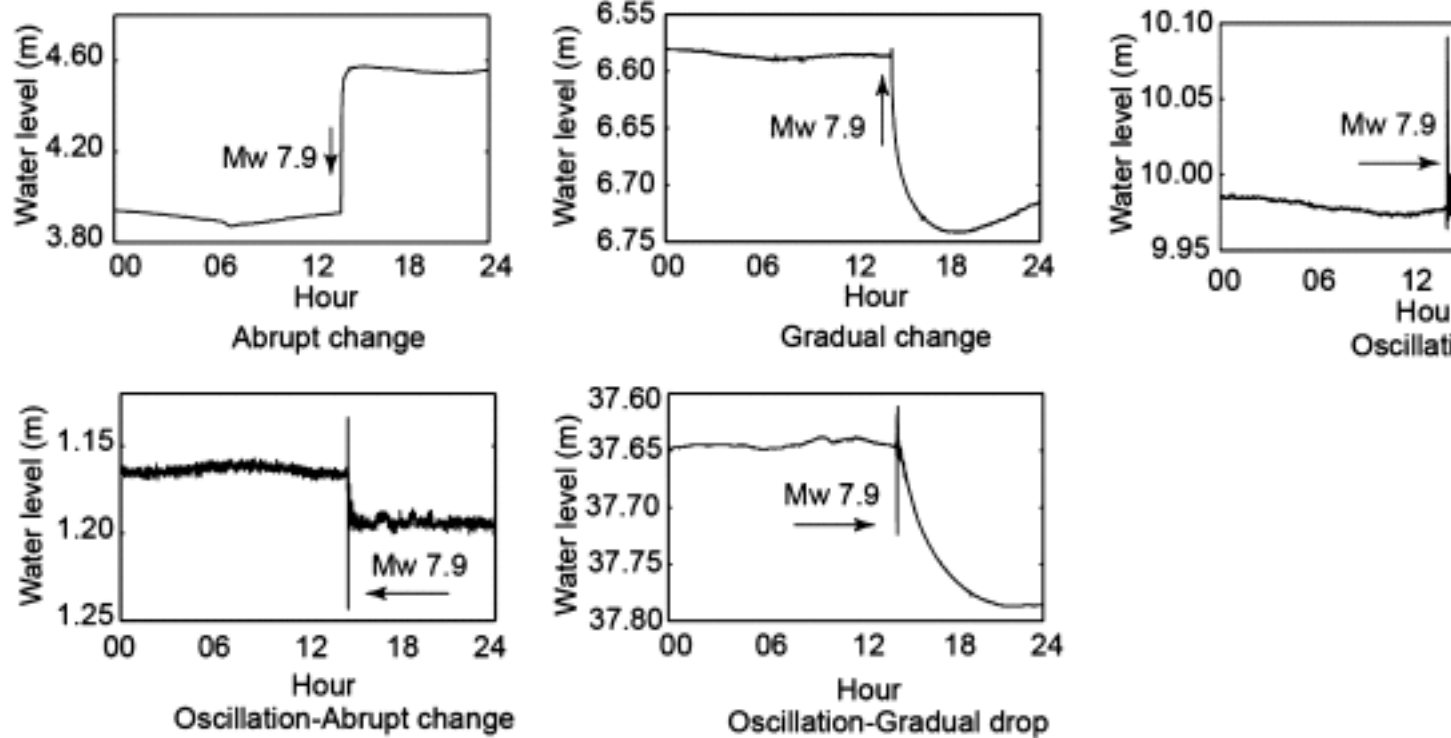 Water level (m)
4.60
4.20
3.80
Mw 7.9
00 06 12 18 24
Hour
Abrupt change
Water level (m)
6.55
6.60
6.65
6.70
6.75
Mw 7.9
00 06 12 18 24
Hour
Gradual change
Water level (m)
10.10
10.05
10.00
9.95
Mw 7.9
00 06 12
Hou
Oscillati
Water level (m)
1.15
1.20
1.25
Mw 7.9
00 06 12 18 24
Hour
Oscillation-Abrupt change
Water level (m)
37.60
37.65
37.70
37.75
37.80
Mw 7.9
00 06 12 18 24
Hour
Oscillation-Gradual drop